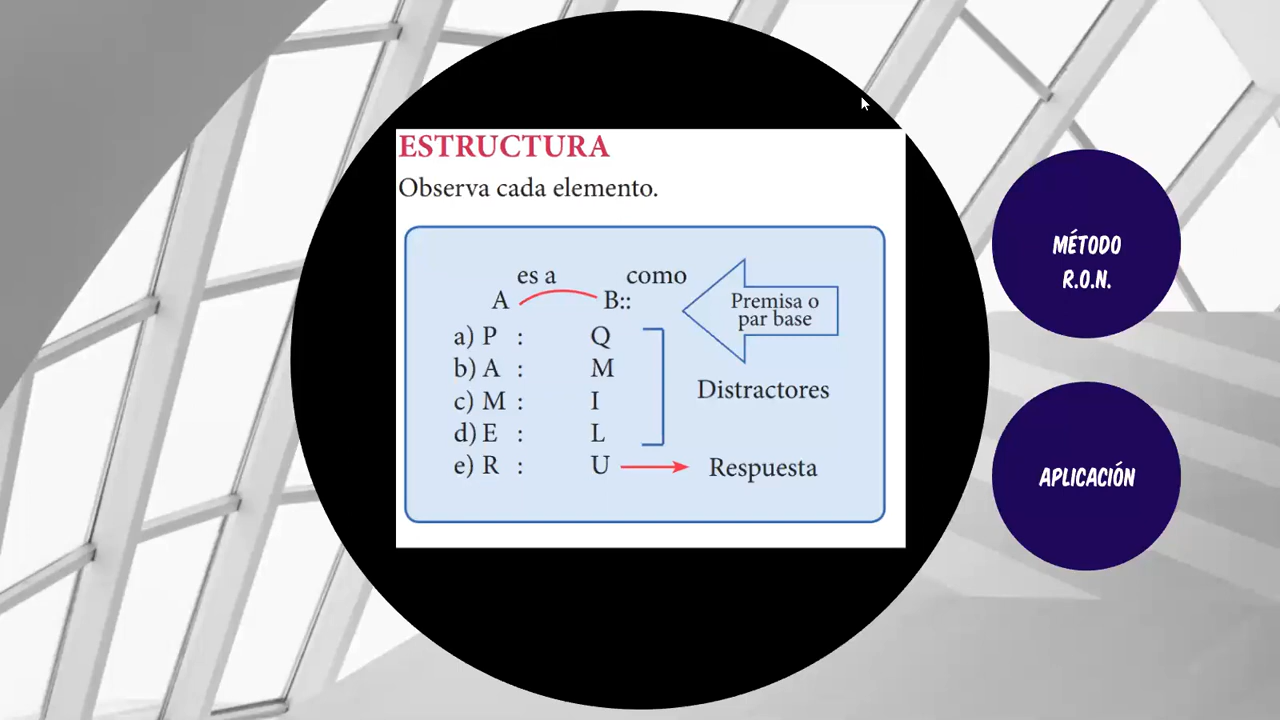 ESTRUCTURA
Observa cada elemento.
es a como
A B::
Premisa o
par base
a) P : Q
b) A : M
c) M : I
d) E : L
Distractores
e) R : U
Respuesta
MÉTODO
R.O.N.
APLICACIÓN